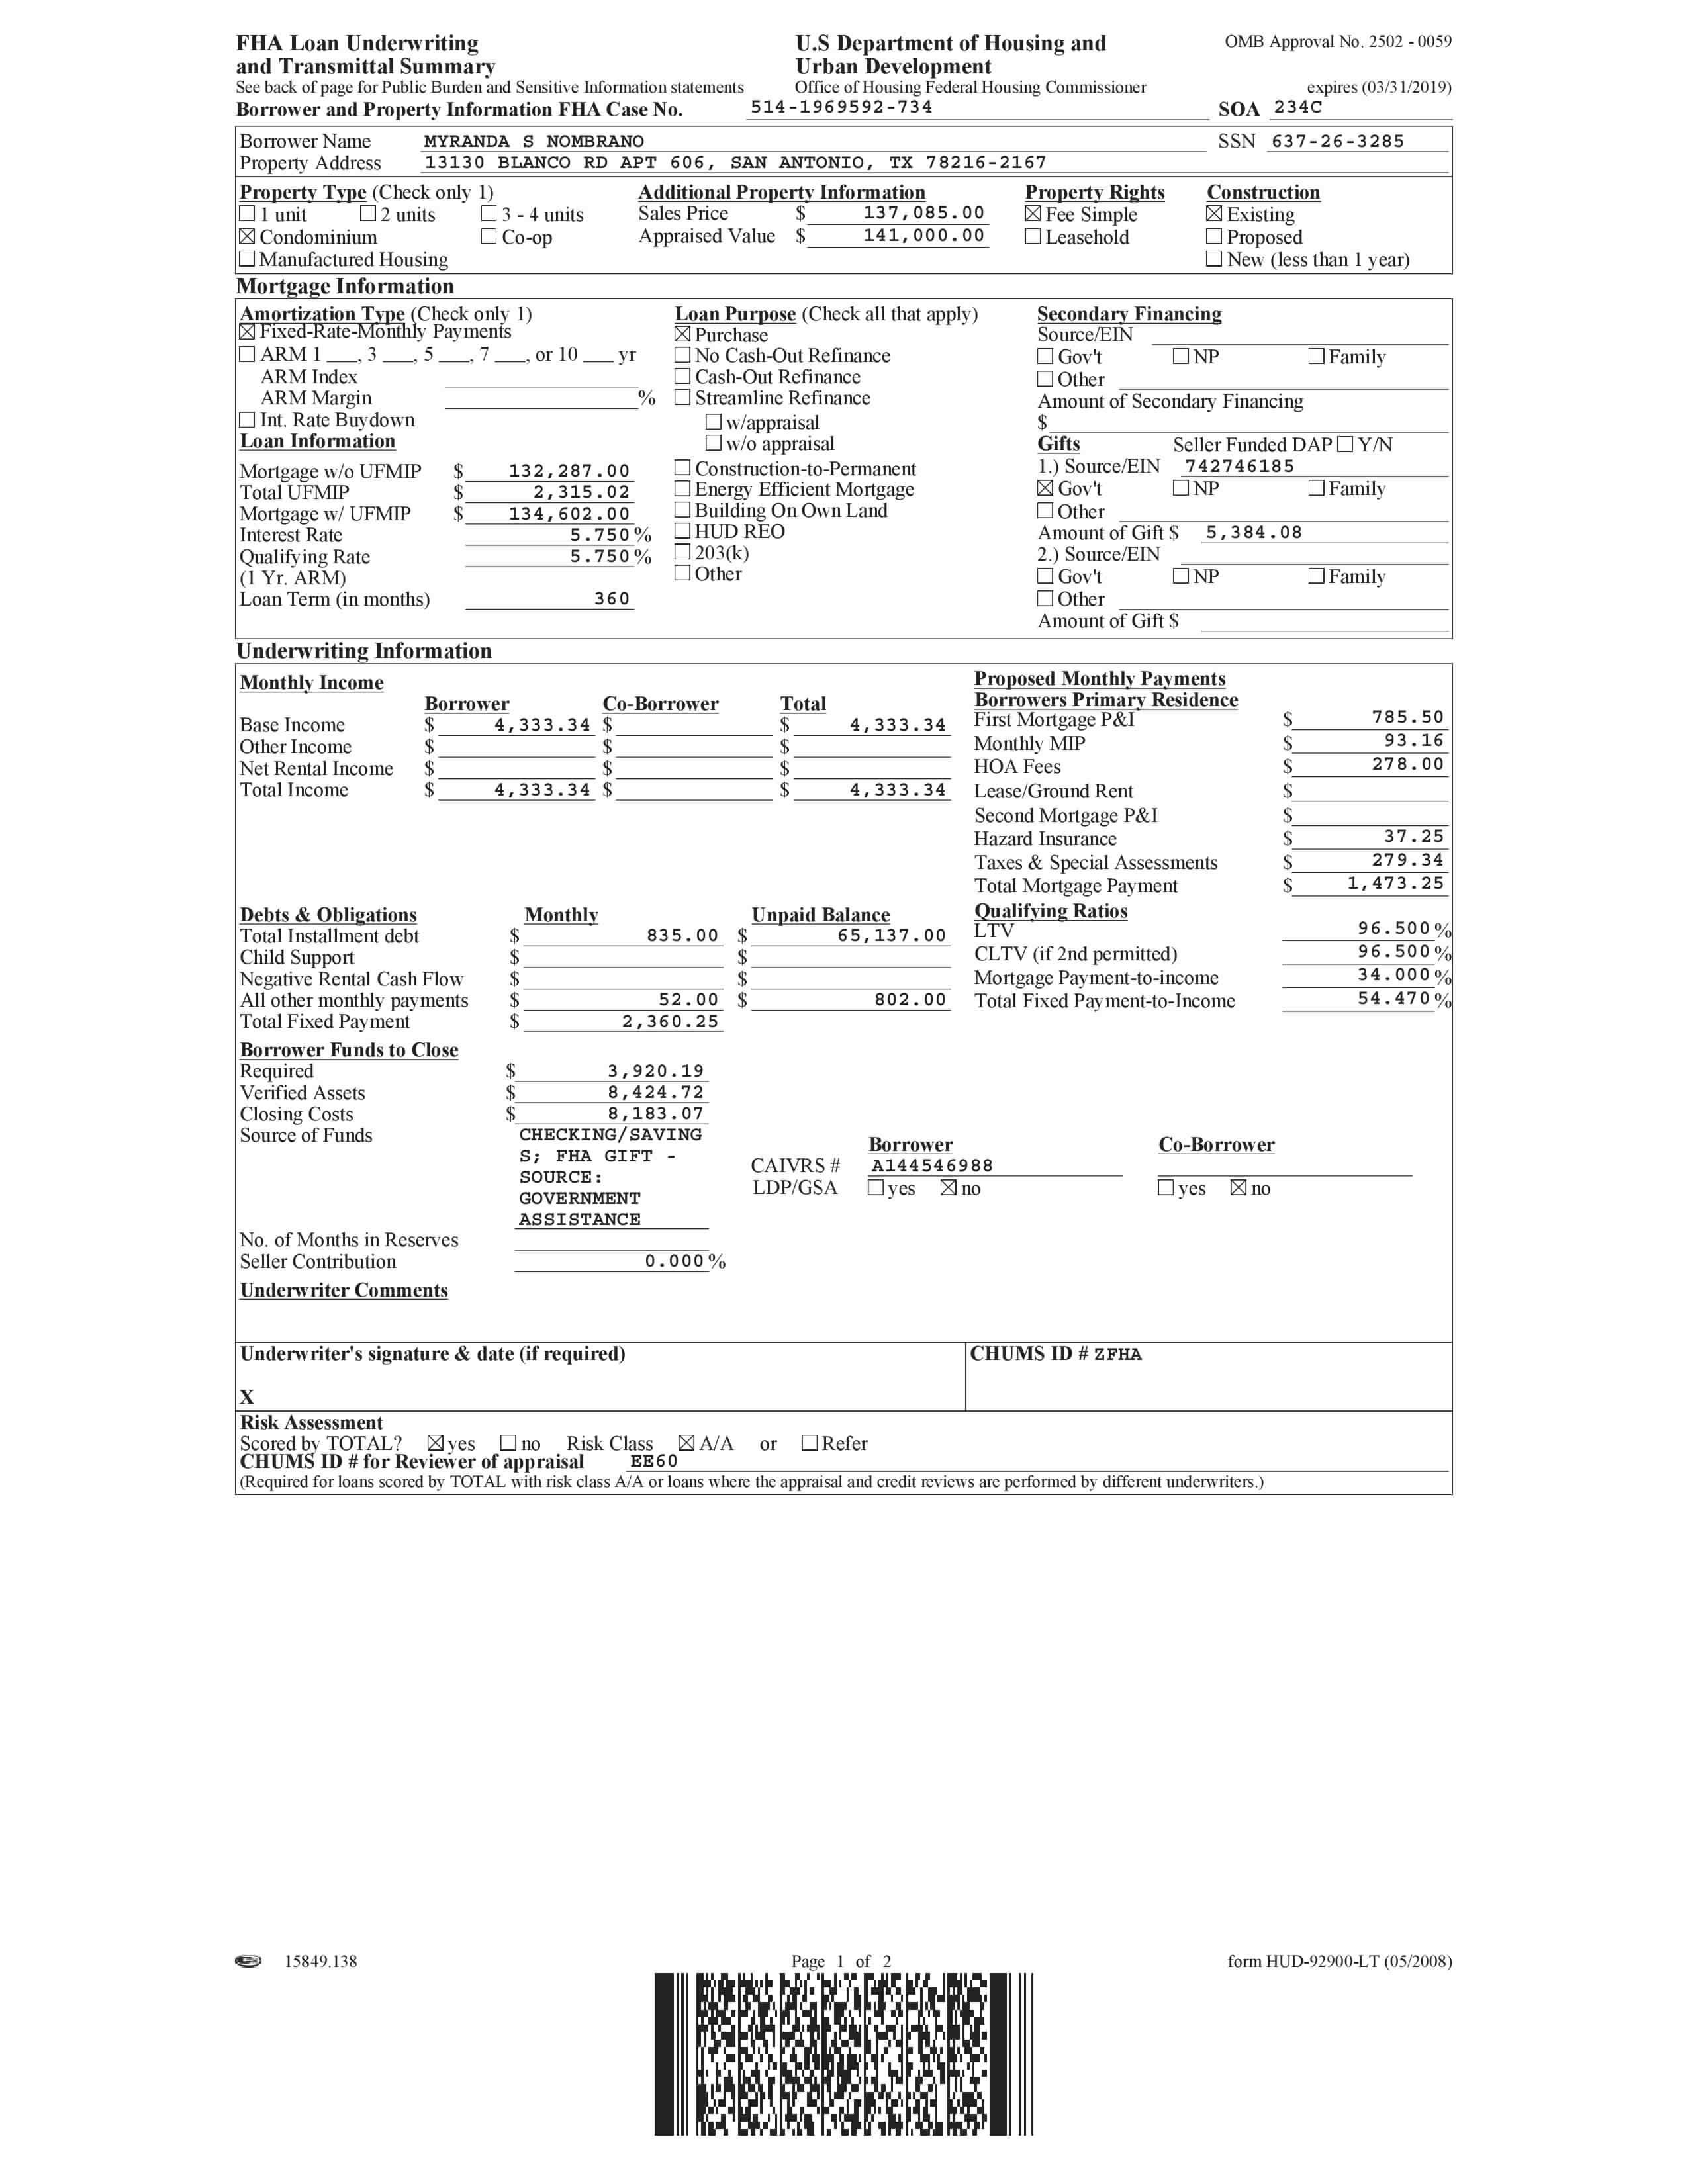 FHA Loan Underwriting
and Transmittal Summary
See back of page for Public Burden and Sensitive Information statements
U.S Department of Housing and
Urban Development
Office of Housing Federal Housing Commissioner
OMB Approval No. 2502 - 0059
expires (03/31/2019)
Borrower and Property Information FHA Case No. 514-1969592-734 SOA 234C
Borrower Name MYRANDA S NOMBRANO SSN 637-26-3285
Property Address 13130 BLANCO RD APT 606, SAN ANTONIO, TX 78216-2167
Property Type (Check only 1)
☐ 1 unit ☐ 2 units ☐ 3 - 4 units
☒ Condominium ☐ Co-op
☐ Manufactured Housing
Additional Property Information
Sales Price $ 137,085.00
Appraised Value $ 141,000.00
Property Rights
☒ Fee Simple
☐ Leasehold
Construction
☒ Existing
☐ Proposed
☐ New (less than 1 year)
Mortgage Information
Amortization Type (Check only 1)
☒ Fixed-Rate-Monthly Payments
☐ ARM 1 ___, 3 ___, 5 ___, 7 ___, or 10 ___ yr
ARM Index
ARM Margin %
☐ Int. Rate Buydown
Loan Information
Mortgage w/o UFMIP $ 132,287.00
Total UFMIP $ 2,315.02
Mortgage w/ UFMIP $ 134,602.00
Interest Rate 5.750 %
Qualifying Rate 5.750 %
(1 Yr. ARM)
Loan Term (in months) 360
Loan Purpose (Check all that apply)
☒ Purchase
☐ No Cash-Out Refinance
☐ Cash-Out Refinance
☐ Streamline Refinance
☐ w/appraisal
☐ w/o appraisal
☐ Construction-to-Permanent
☐ Energy Efficient Mortgage
☐ Building On Own Land
☐ HUD REO
☐ 203(k)
☐ Other
Secondary Financing
Source/EIN
☐ Gov't ☐ NP ☐ Family
☐ Other
Amount of Secondary Financing
$
Gifts Seller Funded DAP ☐ Y/N
1.) Source/EIN 742746185
☒ Gov't ☐ NP ☐ Family
☐ Other
Amount of Gift $ 5,384.08
2.) Source/EIN
☐ Gov't ☐ NP ☐ Family
☐ Other
Amount of Gift $
Underwriting Information
Monthly Income
Borrower Co-Borrower Total
Base Income $ 4,333.34 $ $ 4,333.34
Other Income $ $ $
Net Rental Income $ $ $
Total Income $ 4,333.34 $ $ 4,333.34
Proposed Monthly Payments
Borrowers Primary Residence
First Mortgage P&I $ 785.50
Monthly MIP $ 93.16
HOA Fees $ 278.00
Lease/Ground Rent $
Second Mortgage P&I $
Hazard Insurance $ 37.25
Taxes & Special Assessments $ 279.34
Total Mortgage Payment $ 1,473.25
Debts & Obligations Monthly Unpaid Balance
Total Installment debt $ 835.00 $ 65,137.00
Child Support $ $
Negative Rental Cash Flow $ $
All other monthly payments $ 52.00 $ 802.00
Total Fixed Payment $ 2,360.25
Qualifying Ratios
LTV 96.500 %
CLTV (if 2nd permitted) 96.500 %
Mortgage Payment-to-income 34.000 %
Total Fixed Payment-to-Income 54.470 %
Borrower Funds to Close
Required $ 3,920.19
Verified Assets $ 8,424.72
Closing Costs $ 8,183.07
Source of Funds CHECKING/SAVING
S; FHA GIFT -
SOURCE:
GOVERNMENT
ASSISTANCE
Borrower Co-Borrower
CAIVRS # A144546988
LDP/GSA ☐ yes ☒ no ☐ yes ☒ no
No. of Months in Reserves
Seller Contribution 0.000 %
Underwriter Comments
Underwriter's signature & date (if required)
X
CHUMS ID # ZFHA
Risk Assessment
Scored by TOTAL? ☒ yes ☐ no Risk Class ☒ A/A or ☐ Refer
CHUMS ID # for Reviewer of appraisal EE60
(Required for loans scored by TOTAL with risk class A/A or loans where the appraisal and credit reviews are performed by different underwriters.)
15849.138 Page 1 of 2 form HUD-92900-LT (05/2008)